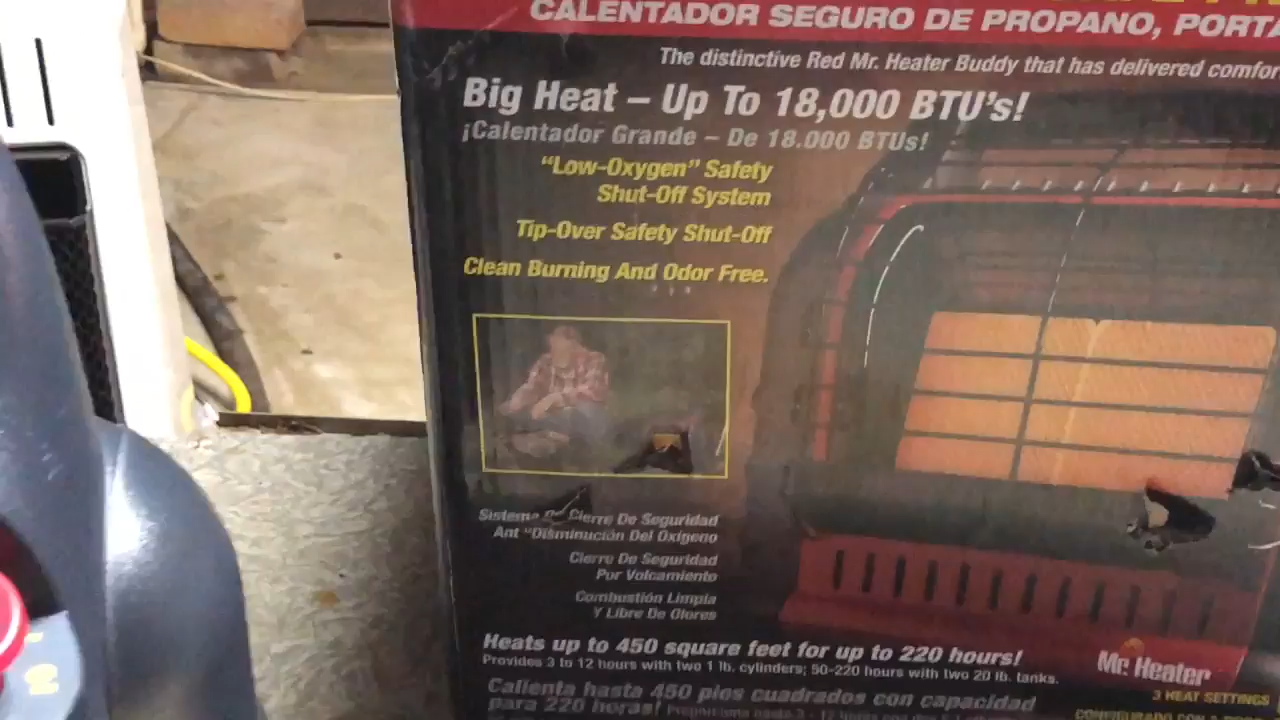 CALENTADOR SEGURO DE PROPANO, PORTA
The distinctive Red Mr. Heater Buddy that has delivered comfor
Big Heat – Up To 18,000 BTU's!
¡Calentador Grande – De 18.000 BTUs!
"Low-Oxygen" Safety
Shut-Off System
Tip-Over Safety Shut-Off
Clean Burning And Odor Free.
Sistema De Cierre De Seguridad
Ant "Disminución Del Oxígeno
Cierre De Seguridad
Por Volcamiento
Combustión Limpia
Y Libre De Olores
Heats up to 450 square feet for up to 220 hours!
Provides 3 to 12 hours with two 1 lb. cylinders; 50-220 hours with two 20 lb. tanks.
Mr. Heater
3 HEAT SETTINGS
Calienta hasta 450 pies cuadrados con capacidad
para 220 horas!